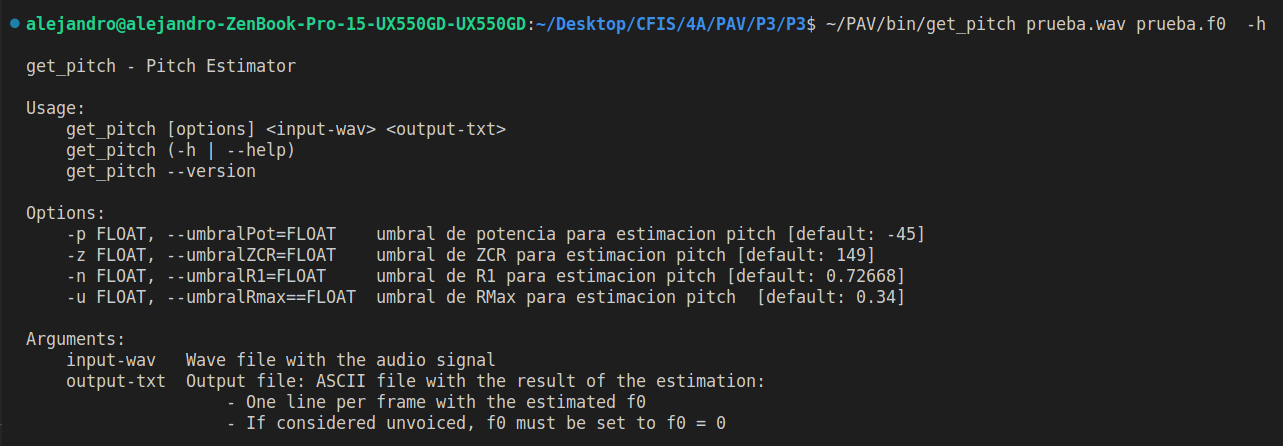 alejandro@alejandro-ZenBook-Pro-15-UX550GD-UX550GD:~/Desktop/CFIS/4A/PAV/P3/P3$ ~/PAV/bin/get_pitch prueba.wav prueba.f0  -h
get_pitch - Pitch Estimator
Usage:
    get_pitch [options] <input-wav> <output-txt>
    get_pitch (-h | --help)
    get_pitch --version
Options:
    -p FLOAT, --umbralPot=FLOAT    umbral de potencia para estimacion pitch [default: -45]
    -z FLOAT, --umbralZCR=FLOAT    umbral de ZCR para estimacion pitch [default: 149]
    -n FLOAT, --umbralR1=FLOAT     umbral de R1 para estimacion pitch [default: 0.72668]
    -u FLOAT, --umbralRmax==FLOAT  umbral de RMax para estimacion pitch  [default: 0.34]
Arguments:
    input-wav   Wave file with the audio signal
    output-txt  Output file: ASCII file with the result of the estimation:
                    - One line per frame with the estimated f0
                    - If considered unvoiced, f0 must be set to f0 = 0